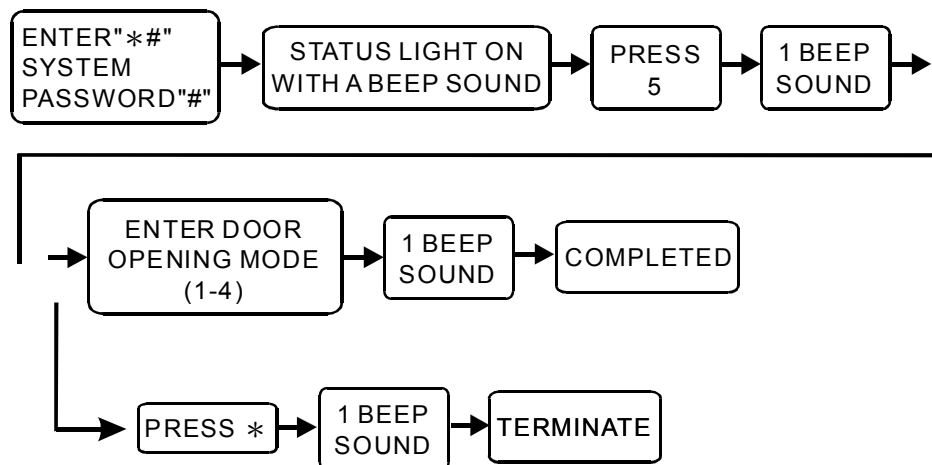 ENTER"*#"
SYSTEM
PASSWORD"#"
STATUS LIGHT ON
WITH A BEEP SOUND
PRESS
5
1 BEEP
SOUND
ENTER DOOR
OPENING MODE
(1-4)
1 BEEP
SOUND
COMPLETED
PRESS *
1 BEEP
SOUND
TERMINATE